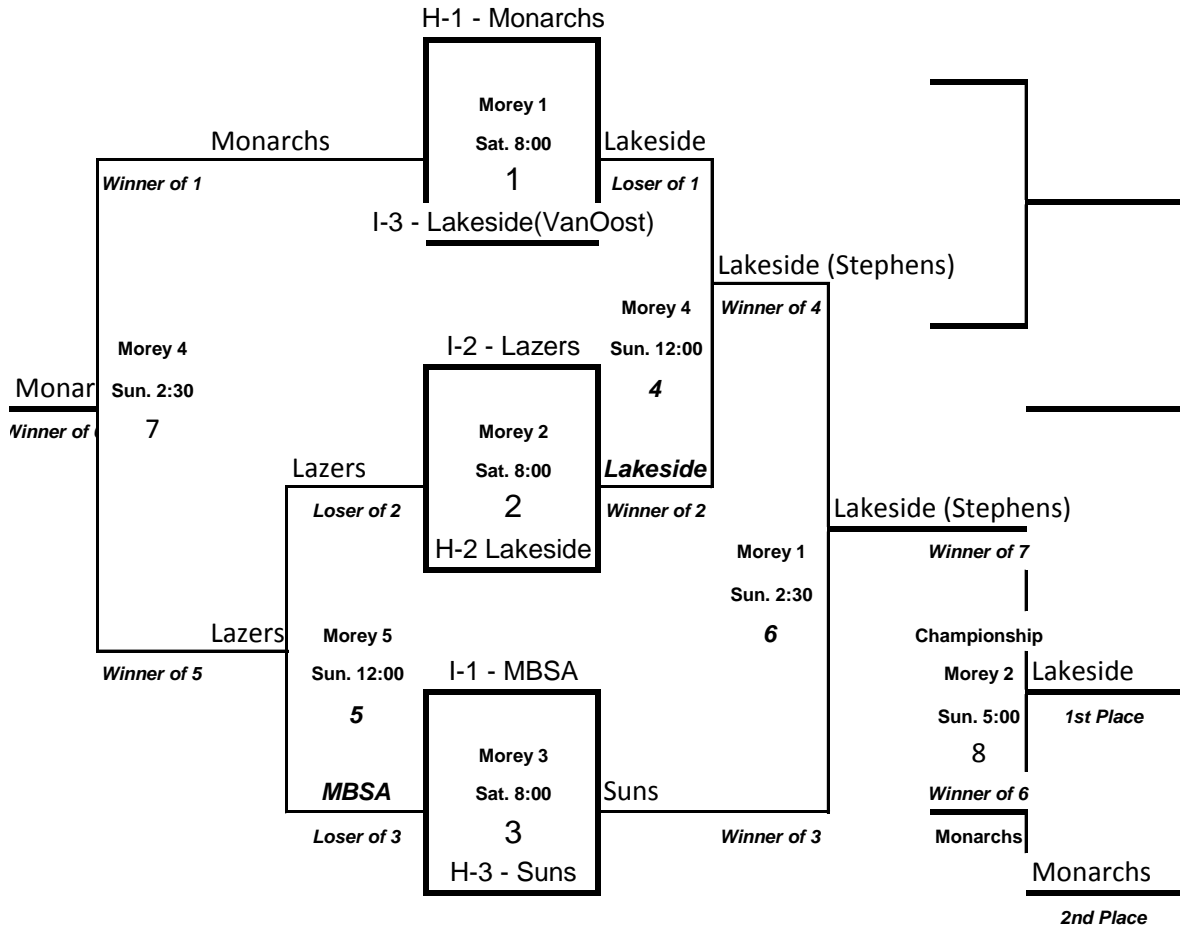 H-1 - Monarchs
Morey 1
Monarchs
Sat. 8:00
Lakeside
Winner of 1
1
Loser of 1
I-3 - Lakeside(VanOost)
Lakeside (Stephens)
Morey 4
Winner of 4
Morey 4
I-2 - Lazers
Sun. 12:00
Monar
Sun. 2:30
4
Winner of
7
Morey 2
Lazers
Sat. 8:00
Lakeside
Loser of 2
2
Winner of 2
Lakeside (Stephens)
H-2 Lakeside
Morey 1
Winner of 7
Sun. 2:30
Lazers
Morey 5
6
Championship
Winner of 5
Sun. 12:00
I-1 - MBSA
Morey 2
Lakeside
5
Sun. 5:00
1st Place
Morey 3
8
MBSA
Sat. 8:00
Suns
Winner of 6
Loser of 3
3
Winner of 3
Monarchs
H-3 - Suns
Monarchs
2nd Place